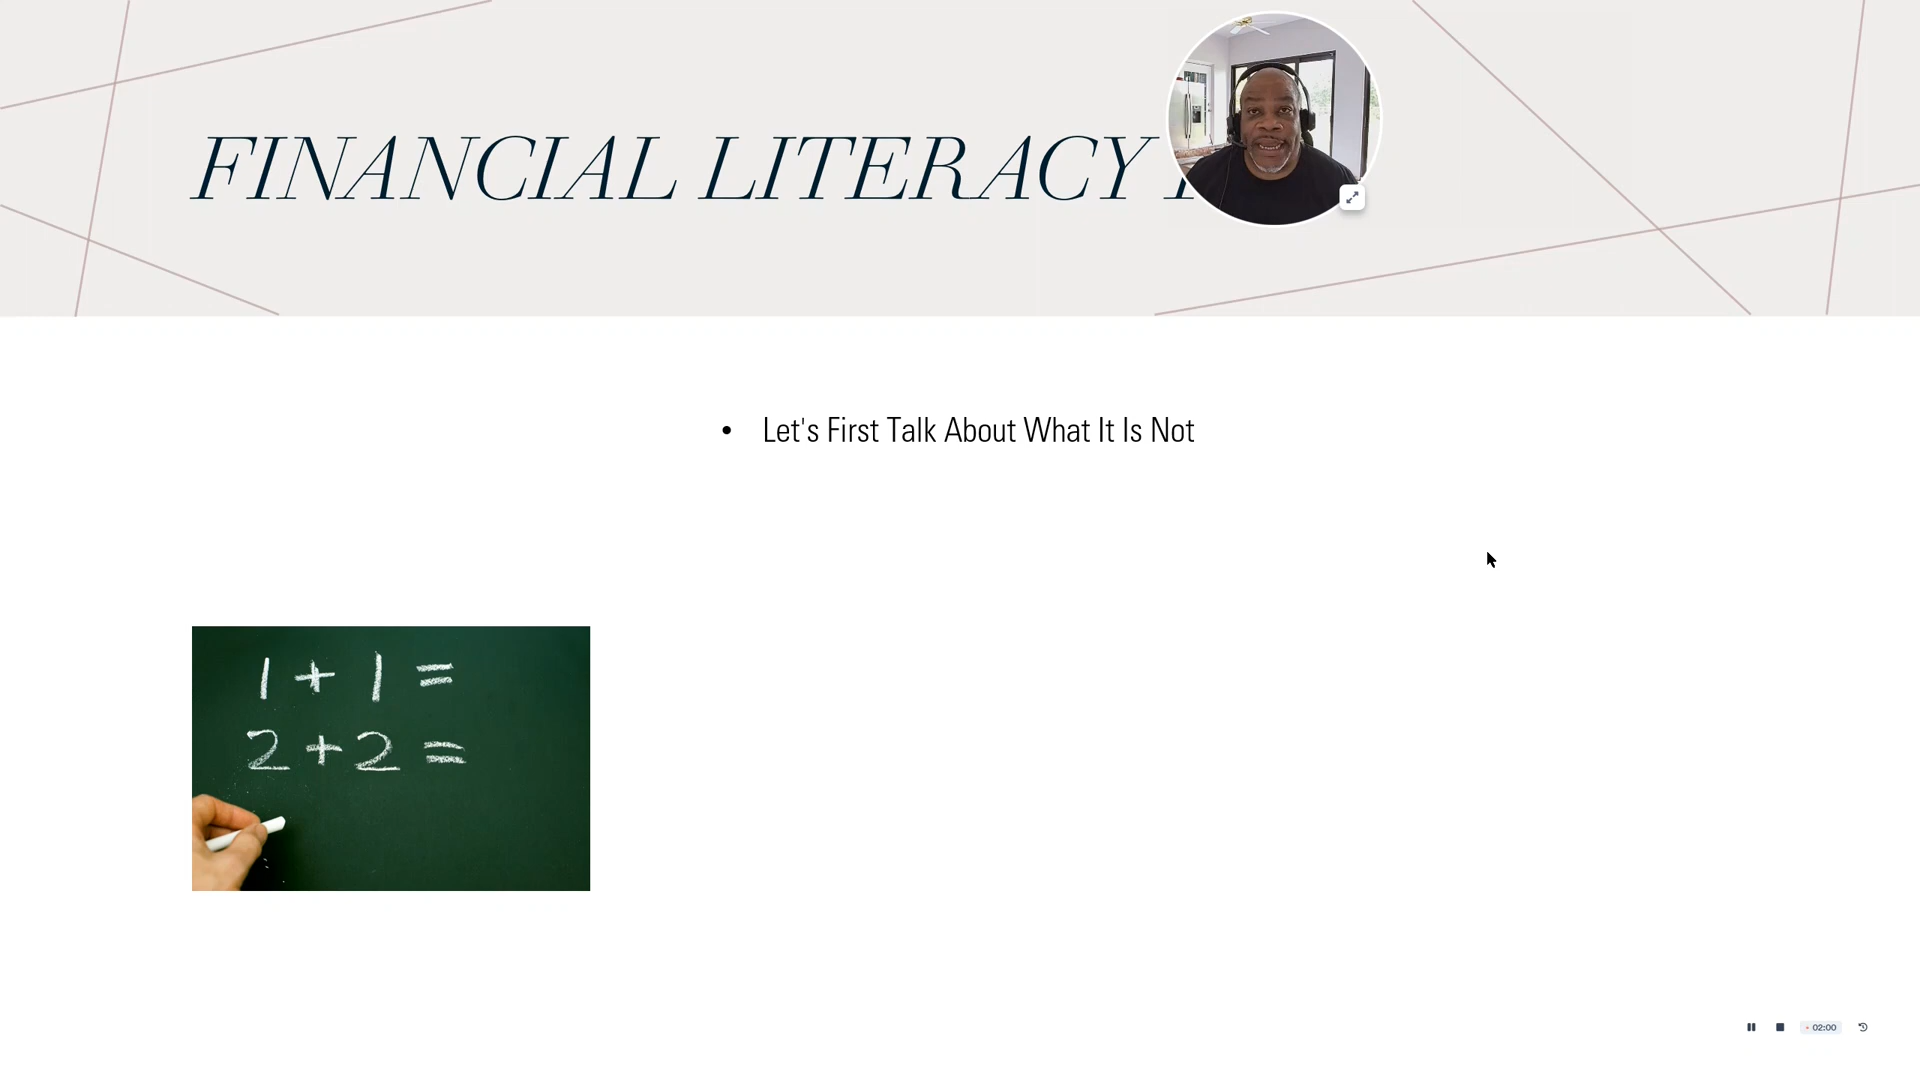 FINANCIAL LITERACY
• Let's First Talk About What It Is Not
1 + 1 =
2 + 2 =
02:00